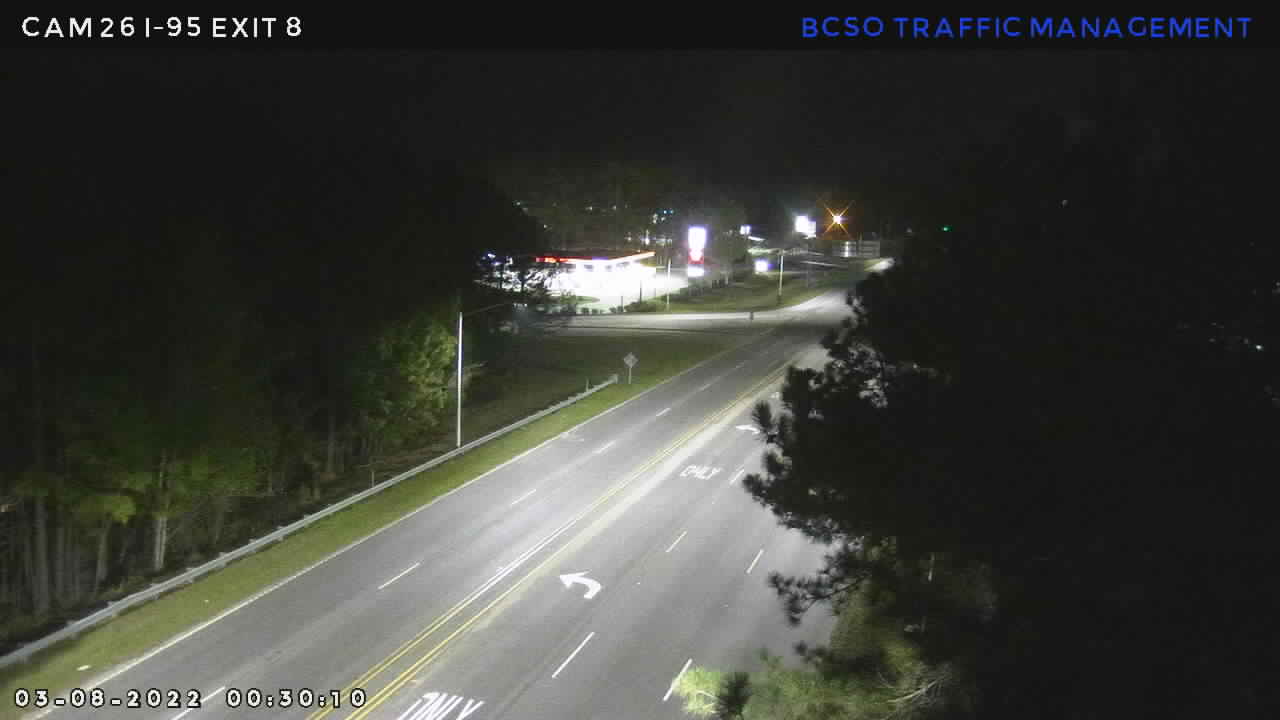 CAM 26 I-95 EXIT 8
BCSO TRAFFIC MANAGEMENT
ONLY
ONLY
03-08-2022 00:30:10